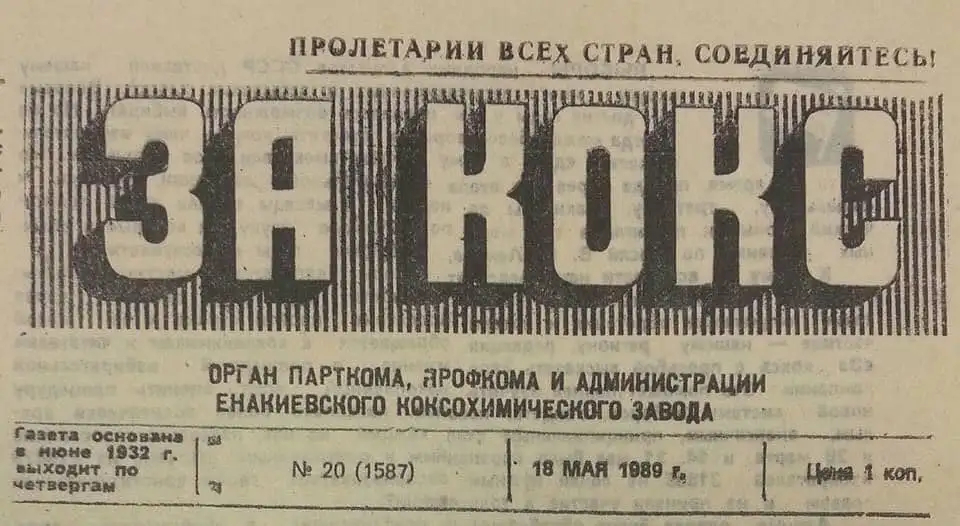 ПРОЛЕТАРИИ ВСЕХ СТРАН, СОЕДИНЯЙТЕСЬ!
ЗА КОКС
ОРГАН ПАРТКОМА, ПРОФКОМА И АДМИНИСТРАЦИИ
ЕНАКИЕВСКОГО КОКСОХИМИЧЕСКОГО ЗАВОДА
Газета основана
в июне 1932 г.
выходит по
четвергам
№ 20 (1587)
18 МАЯ 1989 г.
Цена 1 коп.